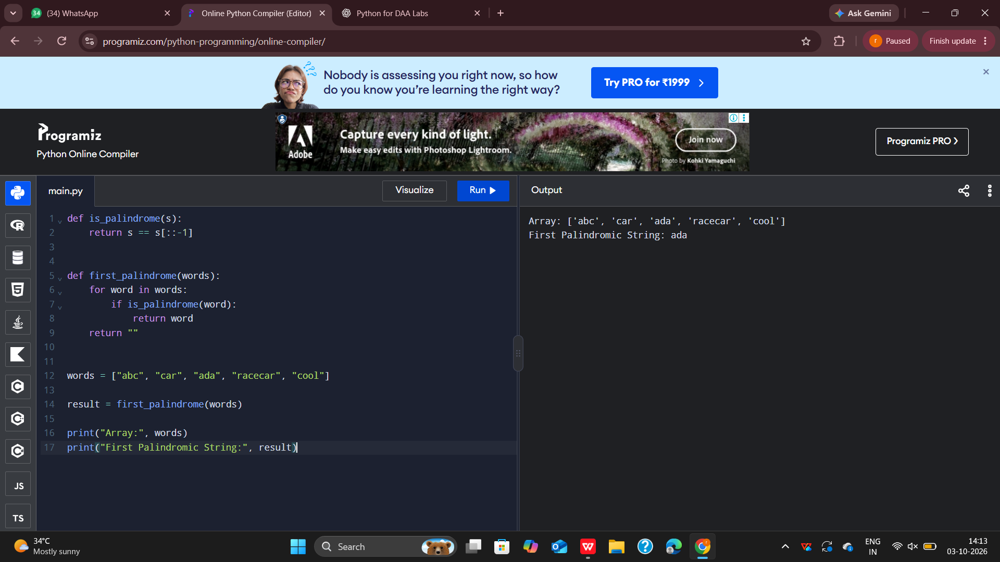 (34) WhatsApp
Online Python Compiler (Editor)
Python for DAA Labs
Ask Gemini
programiz.com/python-programming/online-compiler/
r
Paused
Finish update
Nobody is assessing you right now, so how
do you know you're learning the right way?
Try PRO for ₹1999
Programiz
Python Online Compiler
Adobe
Capture every kind of light.
Make easy edits with Photoshop Lightroom.
Join now
Photo by Kohki Yamaguchi
Programiz PRO
main.py
Visualize
Run
Output
1 def is_palindrome(s):
2     return s == s[::-1]
3
4
5 def first_palindrome(words):
6     for word in words:
7         if is_palindrome(word):
8             return word
9     return ""
10
11
12 words = ["abc", "car", "ada", "racecar", "cool"]
13
14 result = first_palindrome(words)
15
16 print("Array:", words)
17 print("First Palindromic String:", result)
Array: ['abc', 'car', 'ada', 'racecar', 'cool']
First Palindromic String: ada
JS
TS
34°C
Mostly sunny
Search
ENG
IN
14:13
03-10-2026